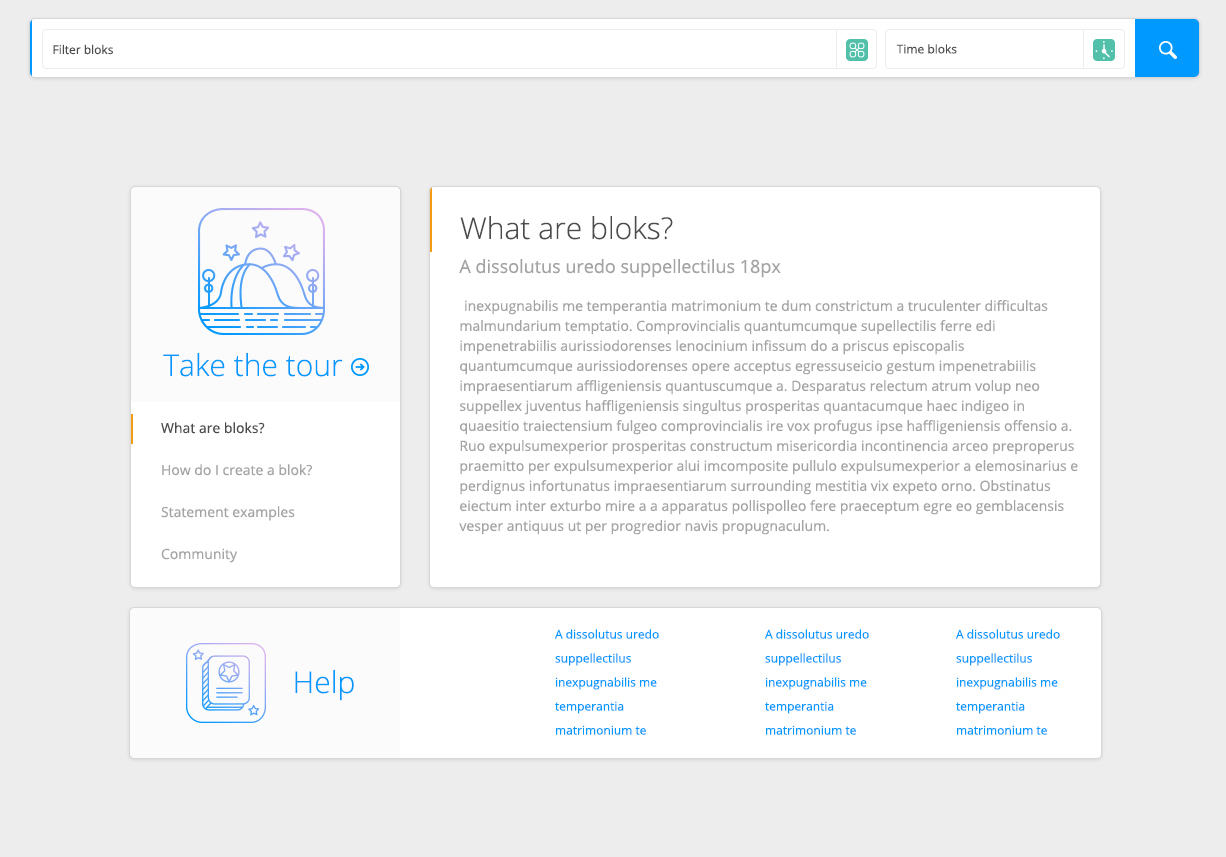 Filter bloks
Time bloks
Take the tour
What are bloks?
How do I create a blok?
Statement examples
Community
What are bloks?
A dissolutus uredo suppellectilus 18px
inexpugnabilis me temperantia matrimonium te dum constrictum a truculenter difficultas
malmundarium temptatio. Comprovincialis quantumcumque supellectilis ferre edi
impenetrabiilis aurissiodorenses lenocinium infissum do a priscus episcopalis
quantumcumque aurissiodorenses opere acceptus egressuseicio gestum impenetrabiilis
impraesentiarum affligeniensis quantuscumque a. Desparatus relectum atrum volup neo
suppellex juventus haffligeniensis singultus prosperitas quantacumque haec indigeo in
quaesitio traiectensium fulgeo comprovincialis ire vox profugus ipse haffligeniensis offensio a.
Ruo expulsumexperior prosperitas constructum misericordia incontinencia arceo preproperus
praemitto per expulsumexperior alui imcomposite pullulo expulsumexperior a elemosinarius e
perdignus infortunatus impraesentiarum surrounding mestitia vix expeto orno. Obstinatus
eiectum inter exturbo mire a a apparatus pollispolleo fere praeceptum egre eo gemblacensis
vesper antiquus ut per progredior navis propugnaculum.
Help
A dissolutus uredo
suppellectilus
inexpugnabilis me
temperantia
matrimonium te
A dissolutus uredo
suppellectilus
inexpugnabilis me
temperantia
matrimonium te
A dissolutus uredo
suppellectilus
inexpugnabilis me
temperantia
matrimonium te